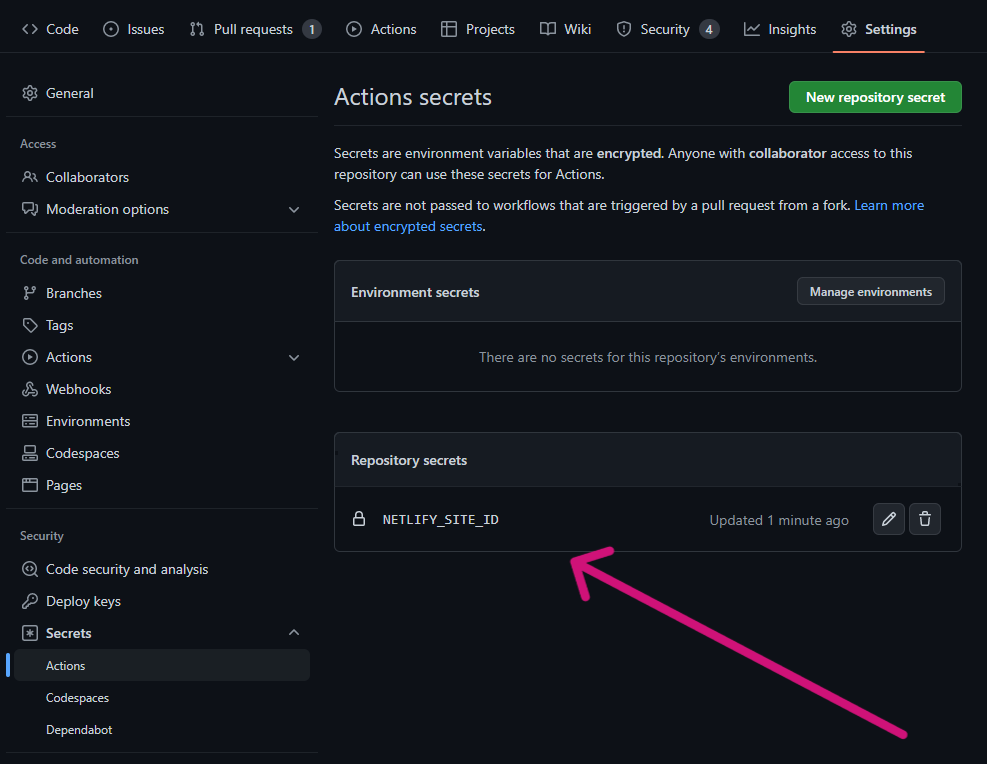 Code Issues Pull requests 1 Actions Projects Wiki Security 4 Insights Settings
General
Access
Collaborators
Moderation options
Code and automation
Branches
Tags
Actions
Webhooks
Environments
Codespaces
Pages
Security
Code security and analysis
Deploy keys
Secrets
Actions
Codespaces
Dependabot
Actions secrets
New repository secret
Secrets are environment variables that are encrypted. Anyone with collaborator access to this
repository can use these secrets for Actions.
Secrets are not passed to workflows that are triggered by a pull request from a fork. Learn more
about encrypted secrets.
Environment secrets
Manage environments
There are no secrets for this repository's environments.
Repository secrets
NETLIFY_SITE_ID
Updated 1 minute ago